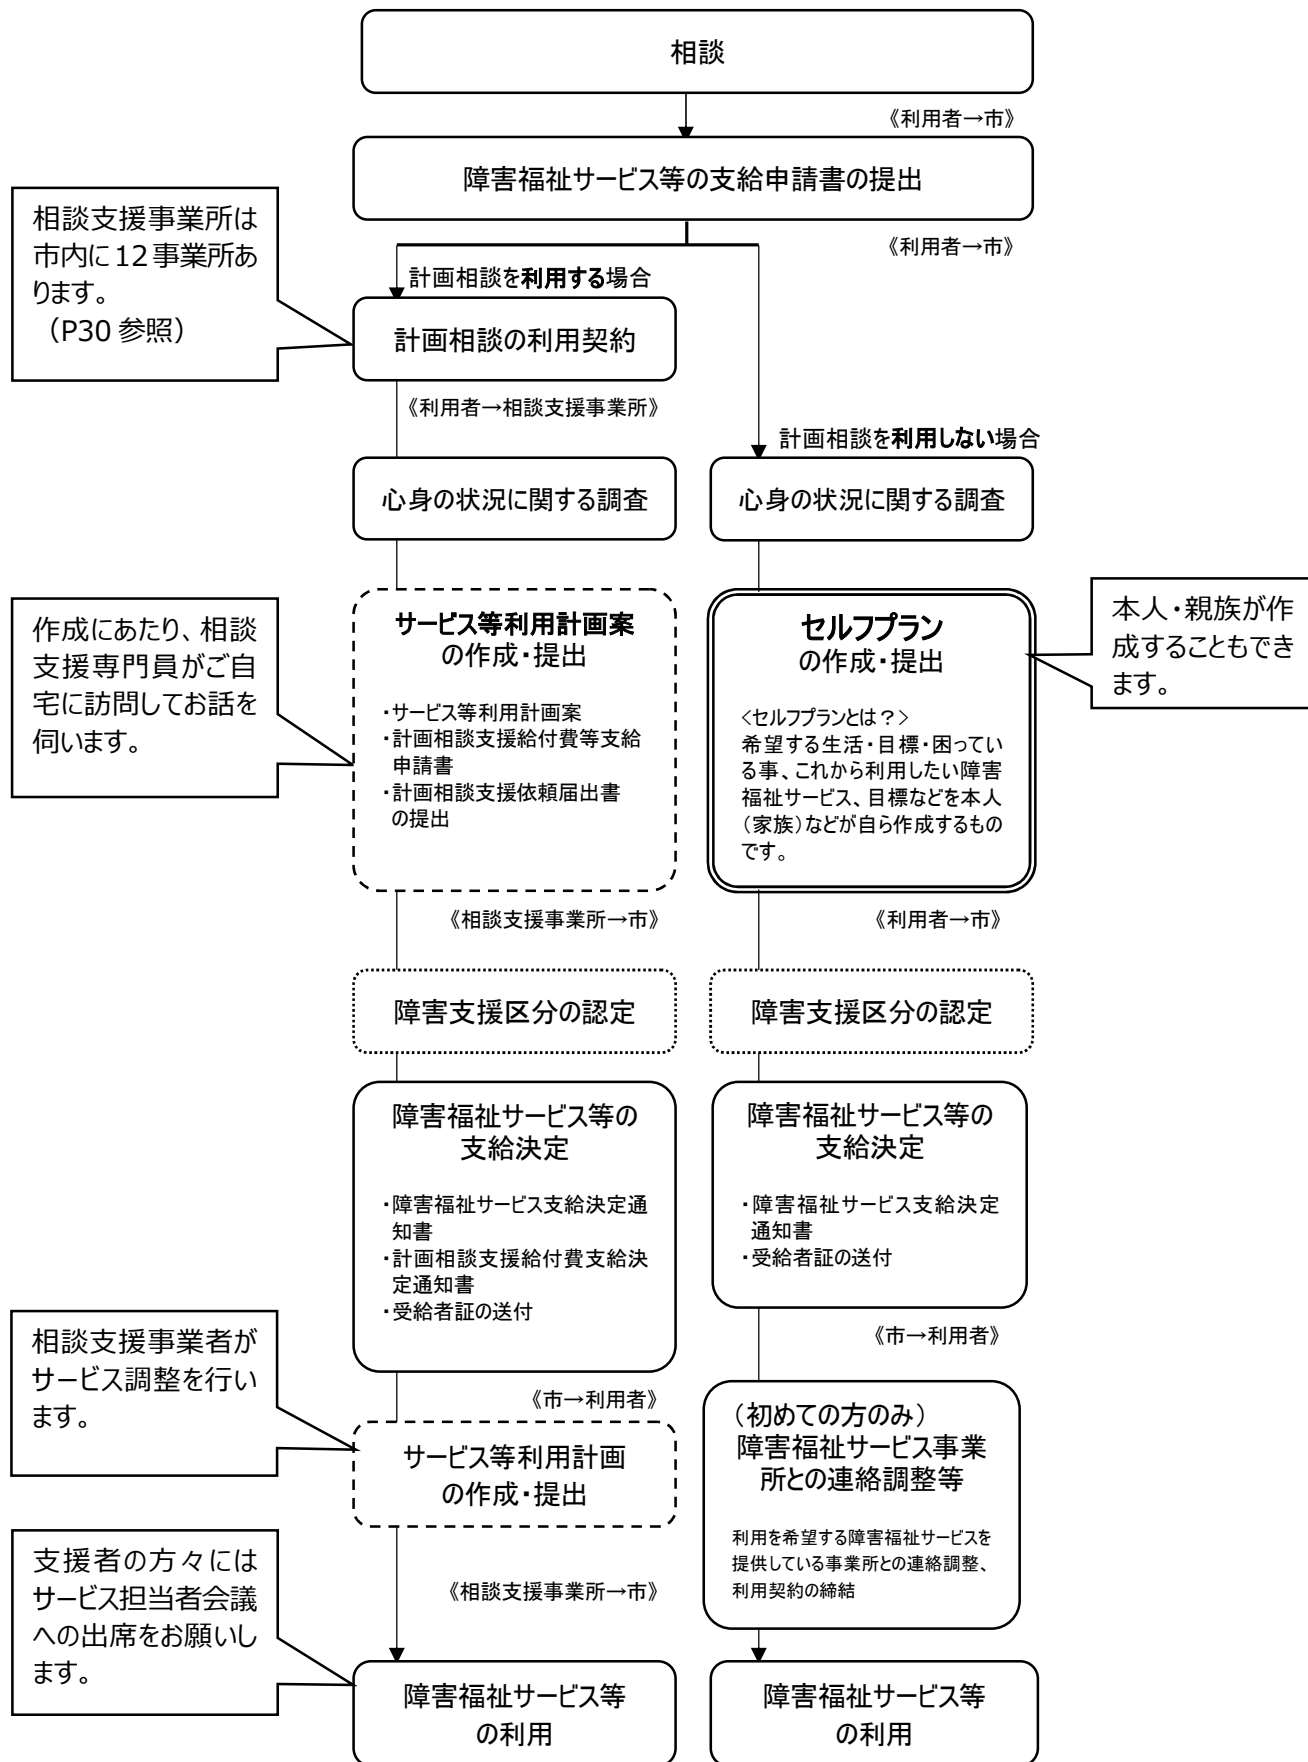 相談
《利用者→市》
障害福祉サービス等の支給申請書の提出
《利用者→市》
相談支援事業所は
市内に12事業所あ
ります。
（P30 参照）
計画相談を利用する場合
計画相談の利用契約
《利用者→相談支援事業所》
計画相談を利用しない場合
心身の状況に関する調査
心身の状況に関する調査
作成にあたり、相談
支援専門員がご自
宅に訪問してお話を
伺います。
サービス等利用計画案
の作成・提出
・サービス等利用計画案
・計画相談支援給付費等支給
申請書
・計画相談支援依頼届出書
の提出
《相談支援事業所→市》
セルフプラン
の作成・提出
<セルフプランとは？>
希望する生活・目標・困ってい
る事、これから利用したい障害
福祉サービス、目標などを本人
（家族）などが自ら作成するもの
です。
《利用者→市》
本人・親族が作
成することもでき
ます。
障害支援区分の認定
障害支援区分の認定
障害福祉サービス等の
支給決定
・障害福祉サービス支給決定通
知書
・計画相談支援給付費支給決
定通知書
・受給者証の送付
《市→利用者》
障害福祉サービス等の
支給決定
・障害福祉サービス支給決定
通知書
・受給者証の送付
《市→利用者》
相談支援事業者が
サービス調整を行い
ます。
サービス等利用計画
の作成・提出
《相談支援事業所→市》
（初めての方のみ）
障害福祉サービス事業
所との連絡調整等
利用を希望する障害福祉サービスを
提供している事業所との連絡調整、
利用契約の締結
支援者の方々には
サービス担当者会議
への出席をお願いし
ます。
障害福祉サービス等
の利用
障害福祉サービス等
の利用